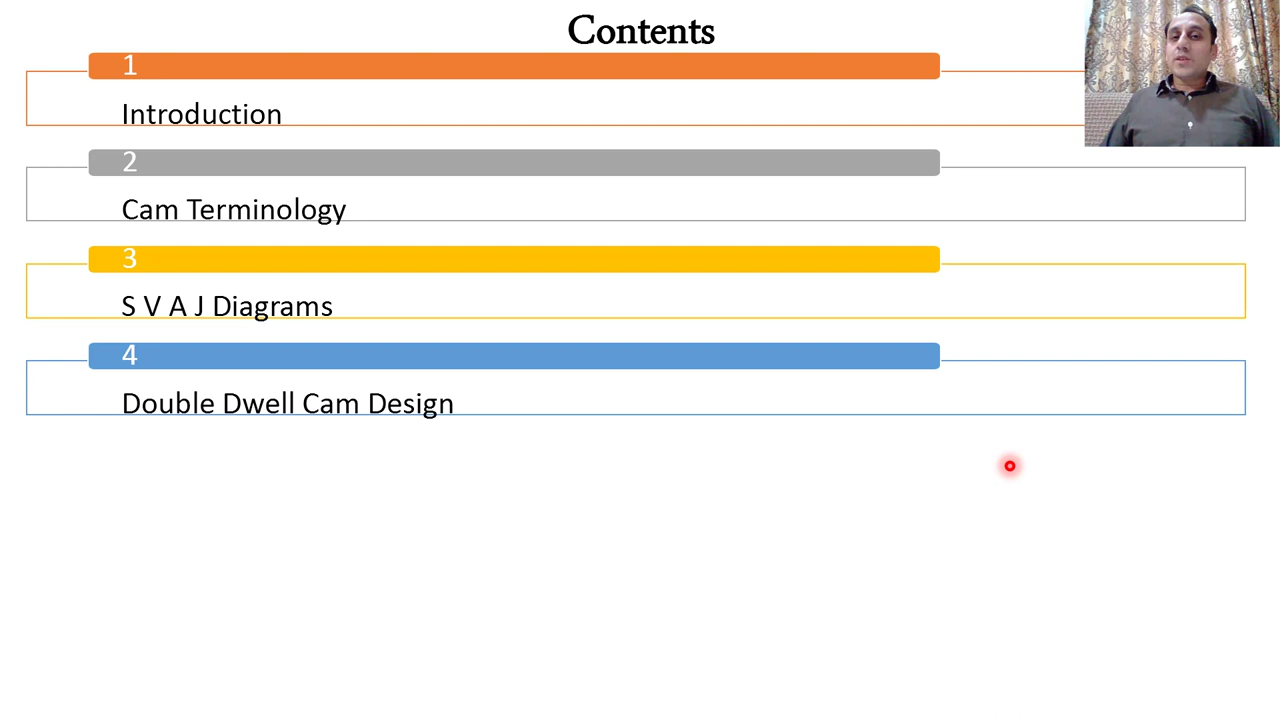 Contents
1
Introduction
2
Cam Terminology
3
S V A J Diagrams
4
Double Dwell Cam Design